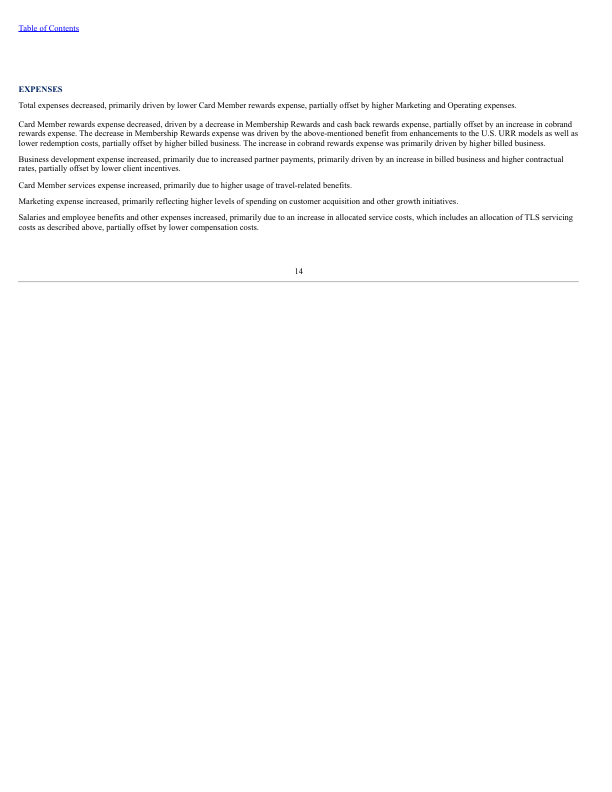 Table of Contents
EXPENSES
Total expenses decreased, primarily driven by lower Card Member rewards expense, partially offset by higher Marketing and Operating expenses.
Card Member rewards expense decreased, driven by a decrease in Membership Rewards and cash back rewards expense, partially offset by an increase in cobrand
rewards expense. The decrease in Membership Rewards expense was driven by the above-mentioned benefit from enhancements to the U.S. URR models as well as
lower redemption costs, partially offset by higher billed business. The increase in cobrand rewards expense was primarily driven by higher billed business.
Business development expense increased, primarily due to increased partner payments, primarily driven by an increase in billed business and higher contractual
rates, partially offset by lower client incentives.
Card Member services expense increased, primarily due to higher usage of travel-related benefits.
Marketing expense increased, primarily reflecting higher levels of spending on customer acquisition and other growth initiatives.
Salaries and employee benefits and other expenses increased, primarily due to an increase in allocated service costs, which includes an allocation of TLS servicing
costs as described above, partially offset by lower compensation costs.
14